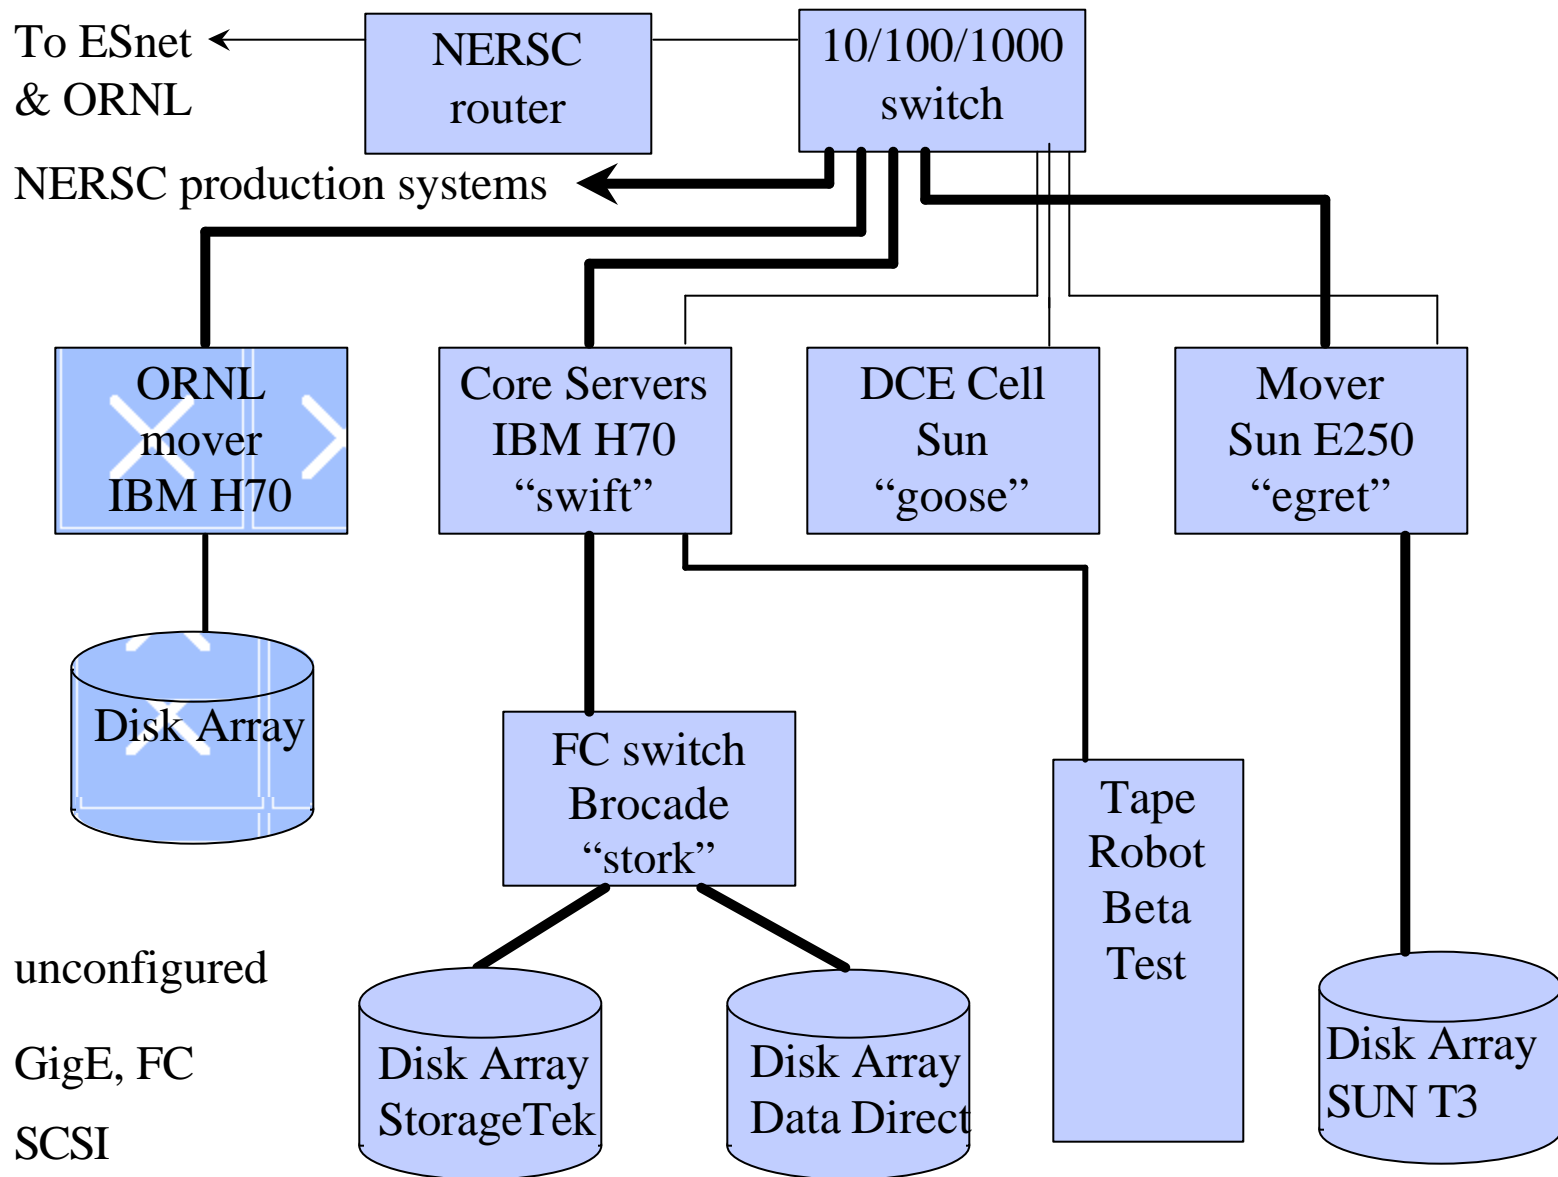 To ESnet
& ORNL
NERSC
router
10/100/1000
switch
NERSC production systems
ORNL
mover
IBM H70
Core Servers
IBM H70
“swift”
DCE Cell
Sun
“goose”
Mover
Sun E250
“egret”
Disk Array
FC switch
Brocade
“stork”
Tape
Robot
Beta
Test
unconfigured
GigE, FC
SCSI
Disk Array
StorageTek
Disk Array
Data Direct
Disk Array
SUN T3